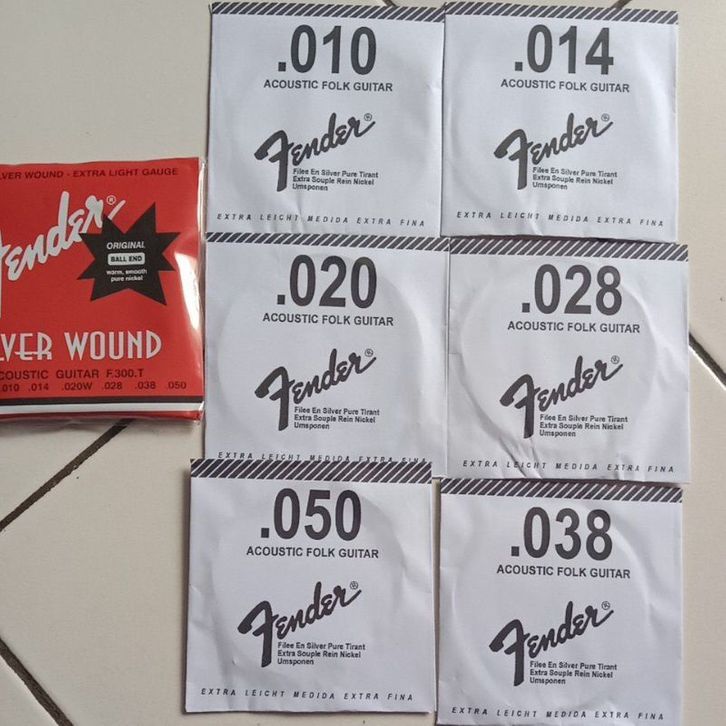 VER WOUND - EXTRA LIGHT GAUGE
Fender®
ORIGINAL
BALL END
warm, smooth
pure nickel
VER WOUND
COUSTIC GUITAR F.300.T
.010 .014 .020W .028 .038 .050
.010
ACOUSTIC FOLK GUITAR
Fender®
Filee En Silver Pure Tirant
Extra Souple Rein Nickel
Umsponen
EXTRA LEICHT MEDIDA EXTRA FINA
.014
ACOUSTIC FOLK GUITAR
Fender®
Filee En Silver Pure Tirant
Extra Souple Rein Nickel
Umsponen
EXTRA LEICHT MEDIDA EXTRA FINA
.020
ACOUSTIC FOLK GUITAR
Fender®
Filee En Silver Pure Tirant
Extra Souple Rein Nickel
Umsponen
EXTRA LEICHT MEDIDA EXTRA FINA
.028
ACOUSTIC FOLK GUITAR
Fender®
Filee En Silver Pure Tirant
Extra Souple Rein Nickel
Umsponen
EXTRA LEICHT MEDIDA EXTRA FINA
.050
ACOUSTIC FOLK GUITAR
Fender®
Filee En Silver Pure Tirant
Extra Souple Rein Nickel
Umsponen
EXTRA LEICHT MEDIDA EXTRA FINA
.038
ACOUSTIC FOLK GUITAR
Fender®
Filee En Silver Pure Tirant
Extra Souple Rein Nickel
Umsponen
EXTRA LEICHT MEDIDA EXTRA FINA